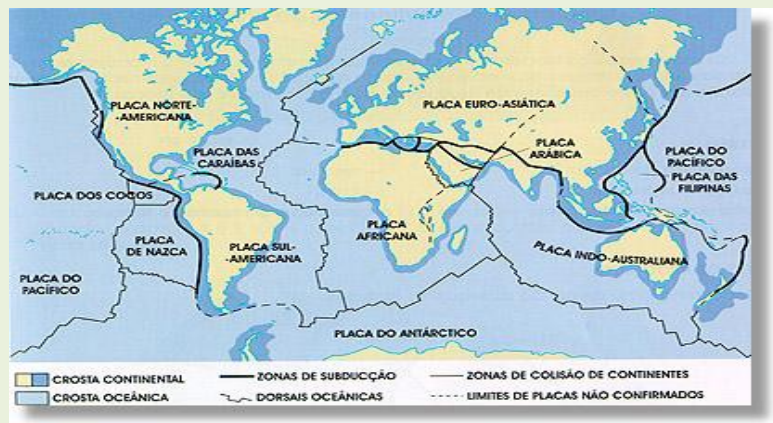 PLACA NORTE-
-AMERICANA
PLACA EURO-ASIÁTICA
PLACA DAS
CARAÍBAS
PLACA
ARÁBICA
PLACA DO
PACÍFICO
PLACA DAS
FILIPINAS
PLACA DOS COCOS
PLACA
AFRICANA
PLACA
DE NAZCA
PLACA SUL-
-AMERICANA
PLACA INDO-AUSTRALIANA
PLACA DO
PACÍFICO
PLACA DO ANTÁRCTICO
CROSTA CONTINENTAL
ZONAS DE SUBDUCÇÃO
ZONAS DE COLISÃO DE CONTINENTES
CROSTA OCEÂNICA
DORSAIS OCEÂNICAS
LIMITES DE PLACAS NÃO CONFIRMADOS